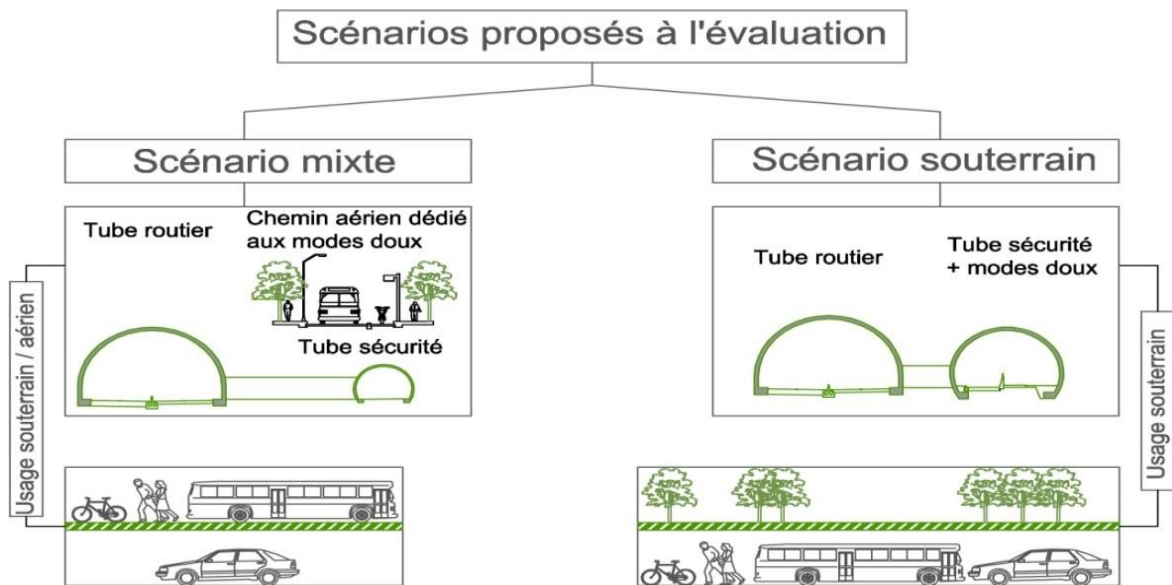 Scénarios proposés à l'évaluation
Scénario mixte
Scénario souterrain
Tube routier
Chemin aérien dédié
aux modes doux
Tube sécurité
Usage souterrain / aérien
Tube routier
Tube sécurité
+ modes doux
Usage souterrain